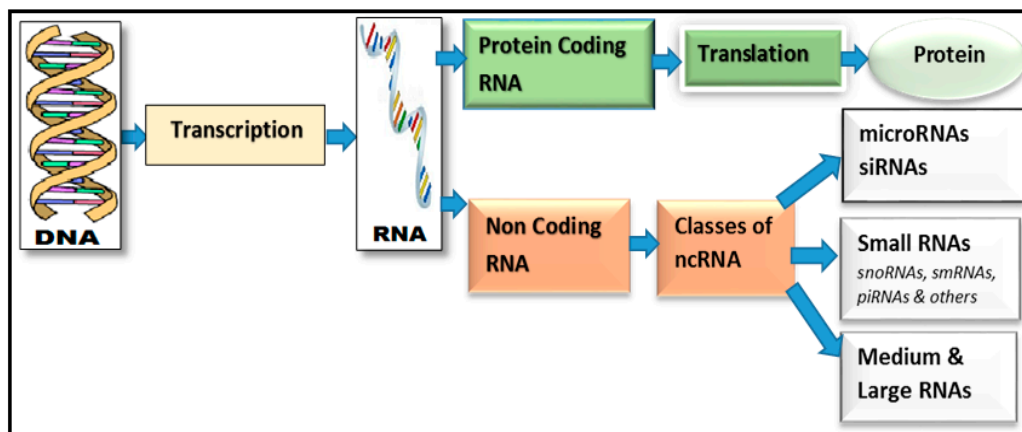 DNA
Transcription
RNA
Protein Coding
RNA
Translation
Protein
Non Coding
RNA
Classes of
ncRNA
microRNAs
siRNAs
Small RNAs
snoRNAs, smRNAs,
piRNAs & others
Medium &
Large RNAs